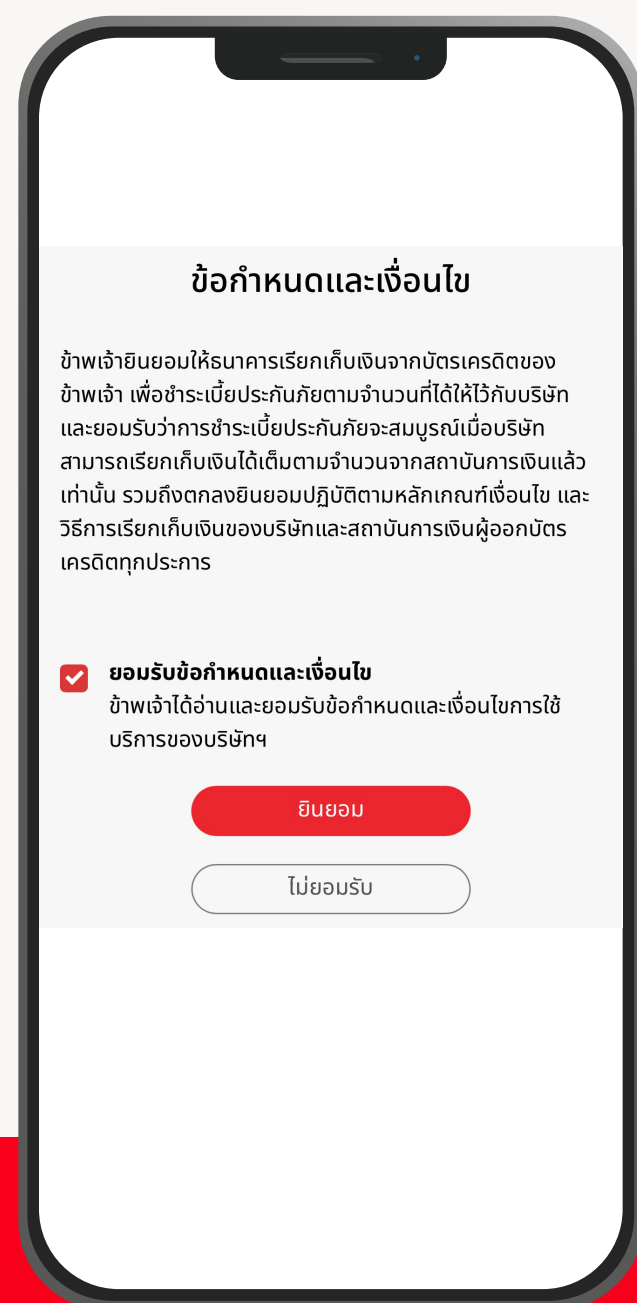 ข้อกำหนดและเงื่อนไข
ข้าพเจ้ายินยอมให้ธนาคารเรียกเก็บเงินจากบัตรเครดิตของ
ข้าพเจ้า เพื่อชำระเบี้ยประกันภัยตามจำนวนที่ได้ให้ไว้กับบริษัท
และยอมรับว่าการชำระเบี้ยประกันภัยจะสมบูรณ์เมื่อบริษัท
สามารถเรียกเก็บเงินได้เต็มตามจำนวนจากสถาบันการเงินแล้ว
เท่านั้น รวมถึงตกลงยินยอมปฏิบัติตามหลักเกณฑ์เงื่อนไข และ
วิธีการเรียกเก็บเงินของบริษัทและสถาบันการเงินผู้ออกบัตร
เครดิตทุกประการ
ยอมรับข้อกำหนดและเงื่อนไข
ข้าพเจ้าได้อ่านและยอมรับข้อกำหนดและเงื่อนไขการใช้
บริการของบริษัทฯ
ยินยอม
ไม่ยอมรับ